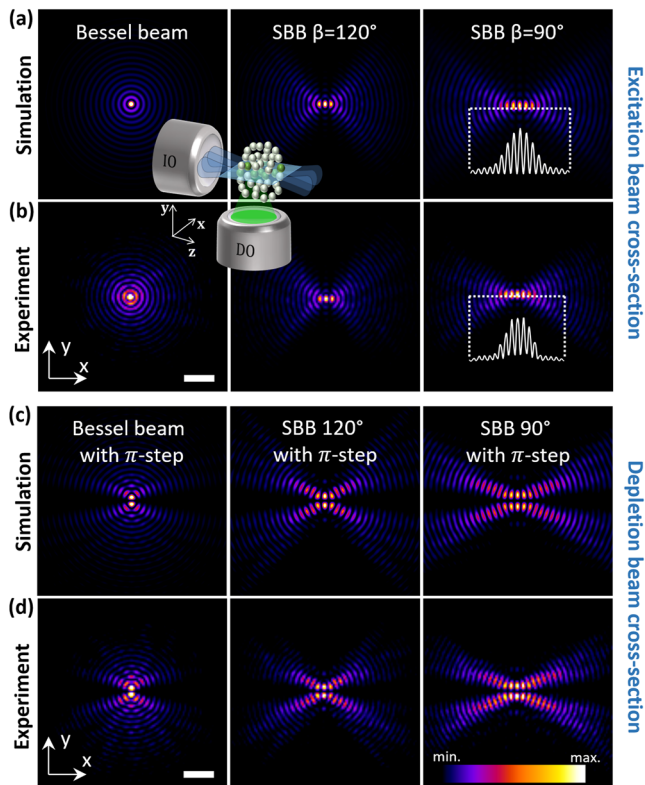 (a)
Bessel beam
SBB β=120°
SBB β=90°
Simulation
IO
y
x
z
DO
Excitation beam cross-section
(b)
Experiment
y
x
(c)
Bessel beam
with π-step
SBB 120°
with π-step
SBB 90°
with π-step
Simulation
Depletion beam cross-section
(d)
Experiment
y
x
min.
max.